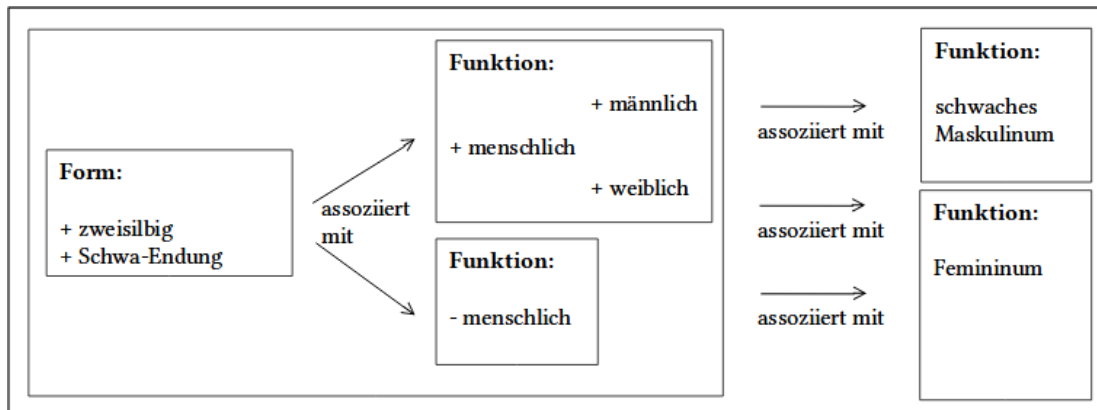 Form:
+ zweisilbig
+ Schwa-Endung
assoziiert
mit
Funktion:
+ männlich
+ menschlich
+ weiblich
Funktion:
- menschlich
assoziiert mit
assoziiert mit
assoziiert mit
Funktion:
schwaches
Maskulinum
Funktion:
Femininum